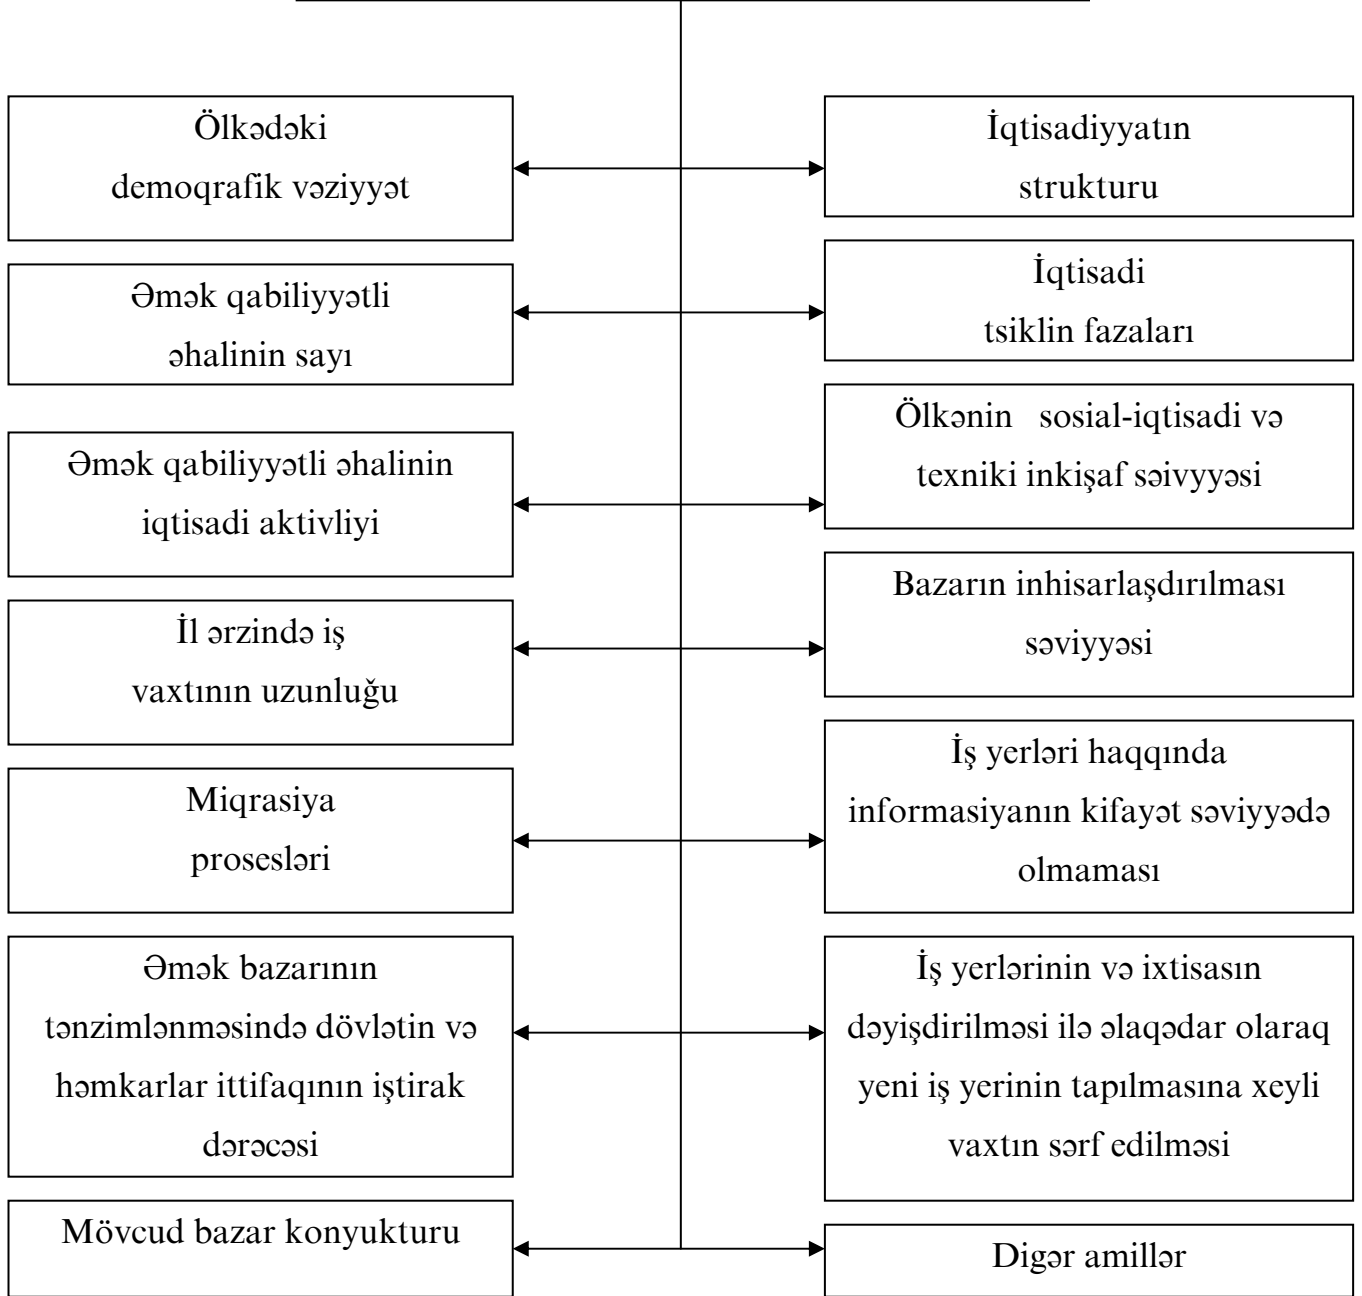 Ölkədəki
demoqrafik vəziyyət
Əmək qabiliyyətli
əhalinin sayı
Əmək qabiliyyətli əhalinin
iqtisadi aktivliyi
İl ərzində iş
vaxtının uzunluğu
Miqrasiya
prosesləri
Əmək bazarının
tənzimlənməsində dövlətin və
həmkarlar ittifaqının iştirak
dərəcəsi
Mövcud bazar konyukturu
İqtisadiyyatın
strukturu
İqtisadi
tsiklin fazaları
Ölkənin sosial-iqtisadi və
texniki inkişaf səivyyəsi
Bazarın inhisarlaşdırılması
səviyyəsi
İş yerləri haqqında
informasiyanın kifayət səviyyədə
olmaması
İş yerlərinin və ixtisasın
dəyişdirilməsi ilə əlaqədar olaraq
yeni iş yerinin tapılmasına xeyli
vaxtın sərf edilməsi
Digər amillər